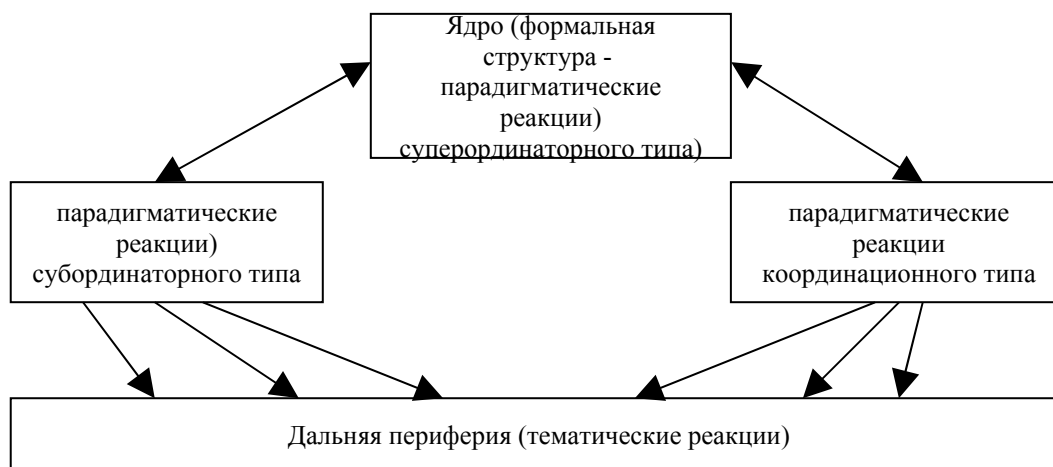 Ядро (формальная
структура -
парадигматические
реакции)
суперординаторного типа)
парадигматические
реакции)
субординаторного типа
парадигматические
реакции
координационного типа
Дальняя периферия (тематические реакции)